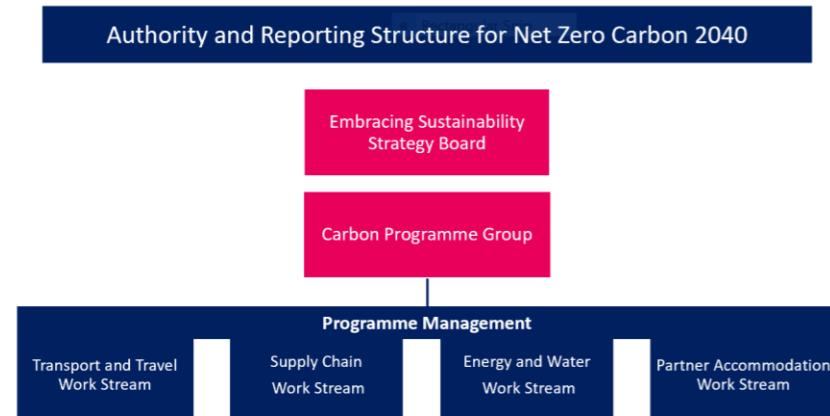 Authority and Reporting Structure for Net Zero Carbon 2040
Embracing Sustainability
Strategy Board
Carbon Programme Group
Programme Management
Transport and Travel
Work Stream
Supply Chain
Work Stream
Energy and Water
Work Stream
Partner Accommodation
Work Stream